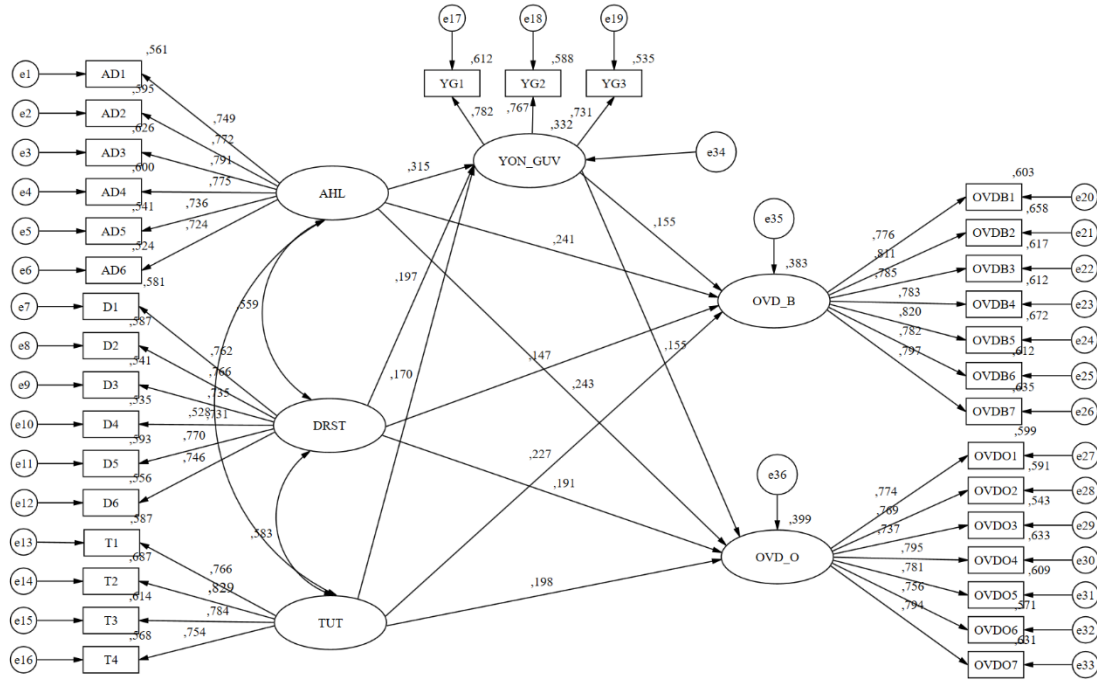 e17
e18
e19
,561
,612
,588
,535
e1
AD1
YG1
YG2
YG3
,595
e2
AD2
,749
,782
,767
,731
,626
,772
,332
e3
AD3
,791
YON_GUV
e34
,600
,315
e4
AD4
,775
AHL
,603
,541
,736
OVDB1
e20
e5
AD5
,724
e35
,658
,524
,155
,776
OVDB2
e21
e6
AD6
,241
,811
,617
,581
,197
,383
,785
OVDB3
e22
e7
D1
,559
OVD_B
,783
,612
,587
OVDB4
e23
e8
D2
,762
,147
,155
,820
,672
,541
,766
,782
OVDB5
e24
e9
D3
,735
,170
,243
,797
,612
,535
,528
,731
OVDB6
e25
e10
D4
DRST
,635
,593
,770
OVDB7
e26
e11
D5
,746
,227
,599
,556
e36
OVDO1
e27
e12
D6
,191
,774
,591
,587
,583
,399
,769
OVDO2
e28
e13
T1
,737
,543
,687
,766
OVD_O
OVDO3
e29
e14
T2
,829
,198
,795
,633
,614
,784
,781
OVDO4
e30
e15
T3
TUT
,756
,609
,568
,754
,794
OVDO5
e31
e16
T4
,571
OVDO6
e32
,631
OVDO7
e33